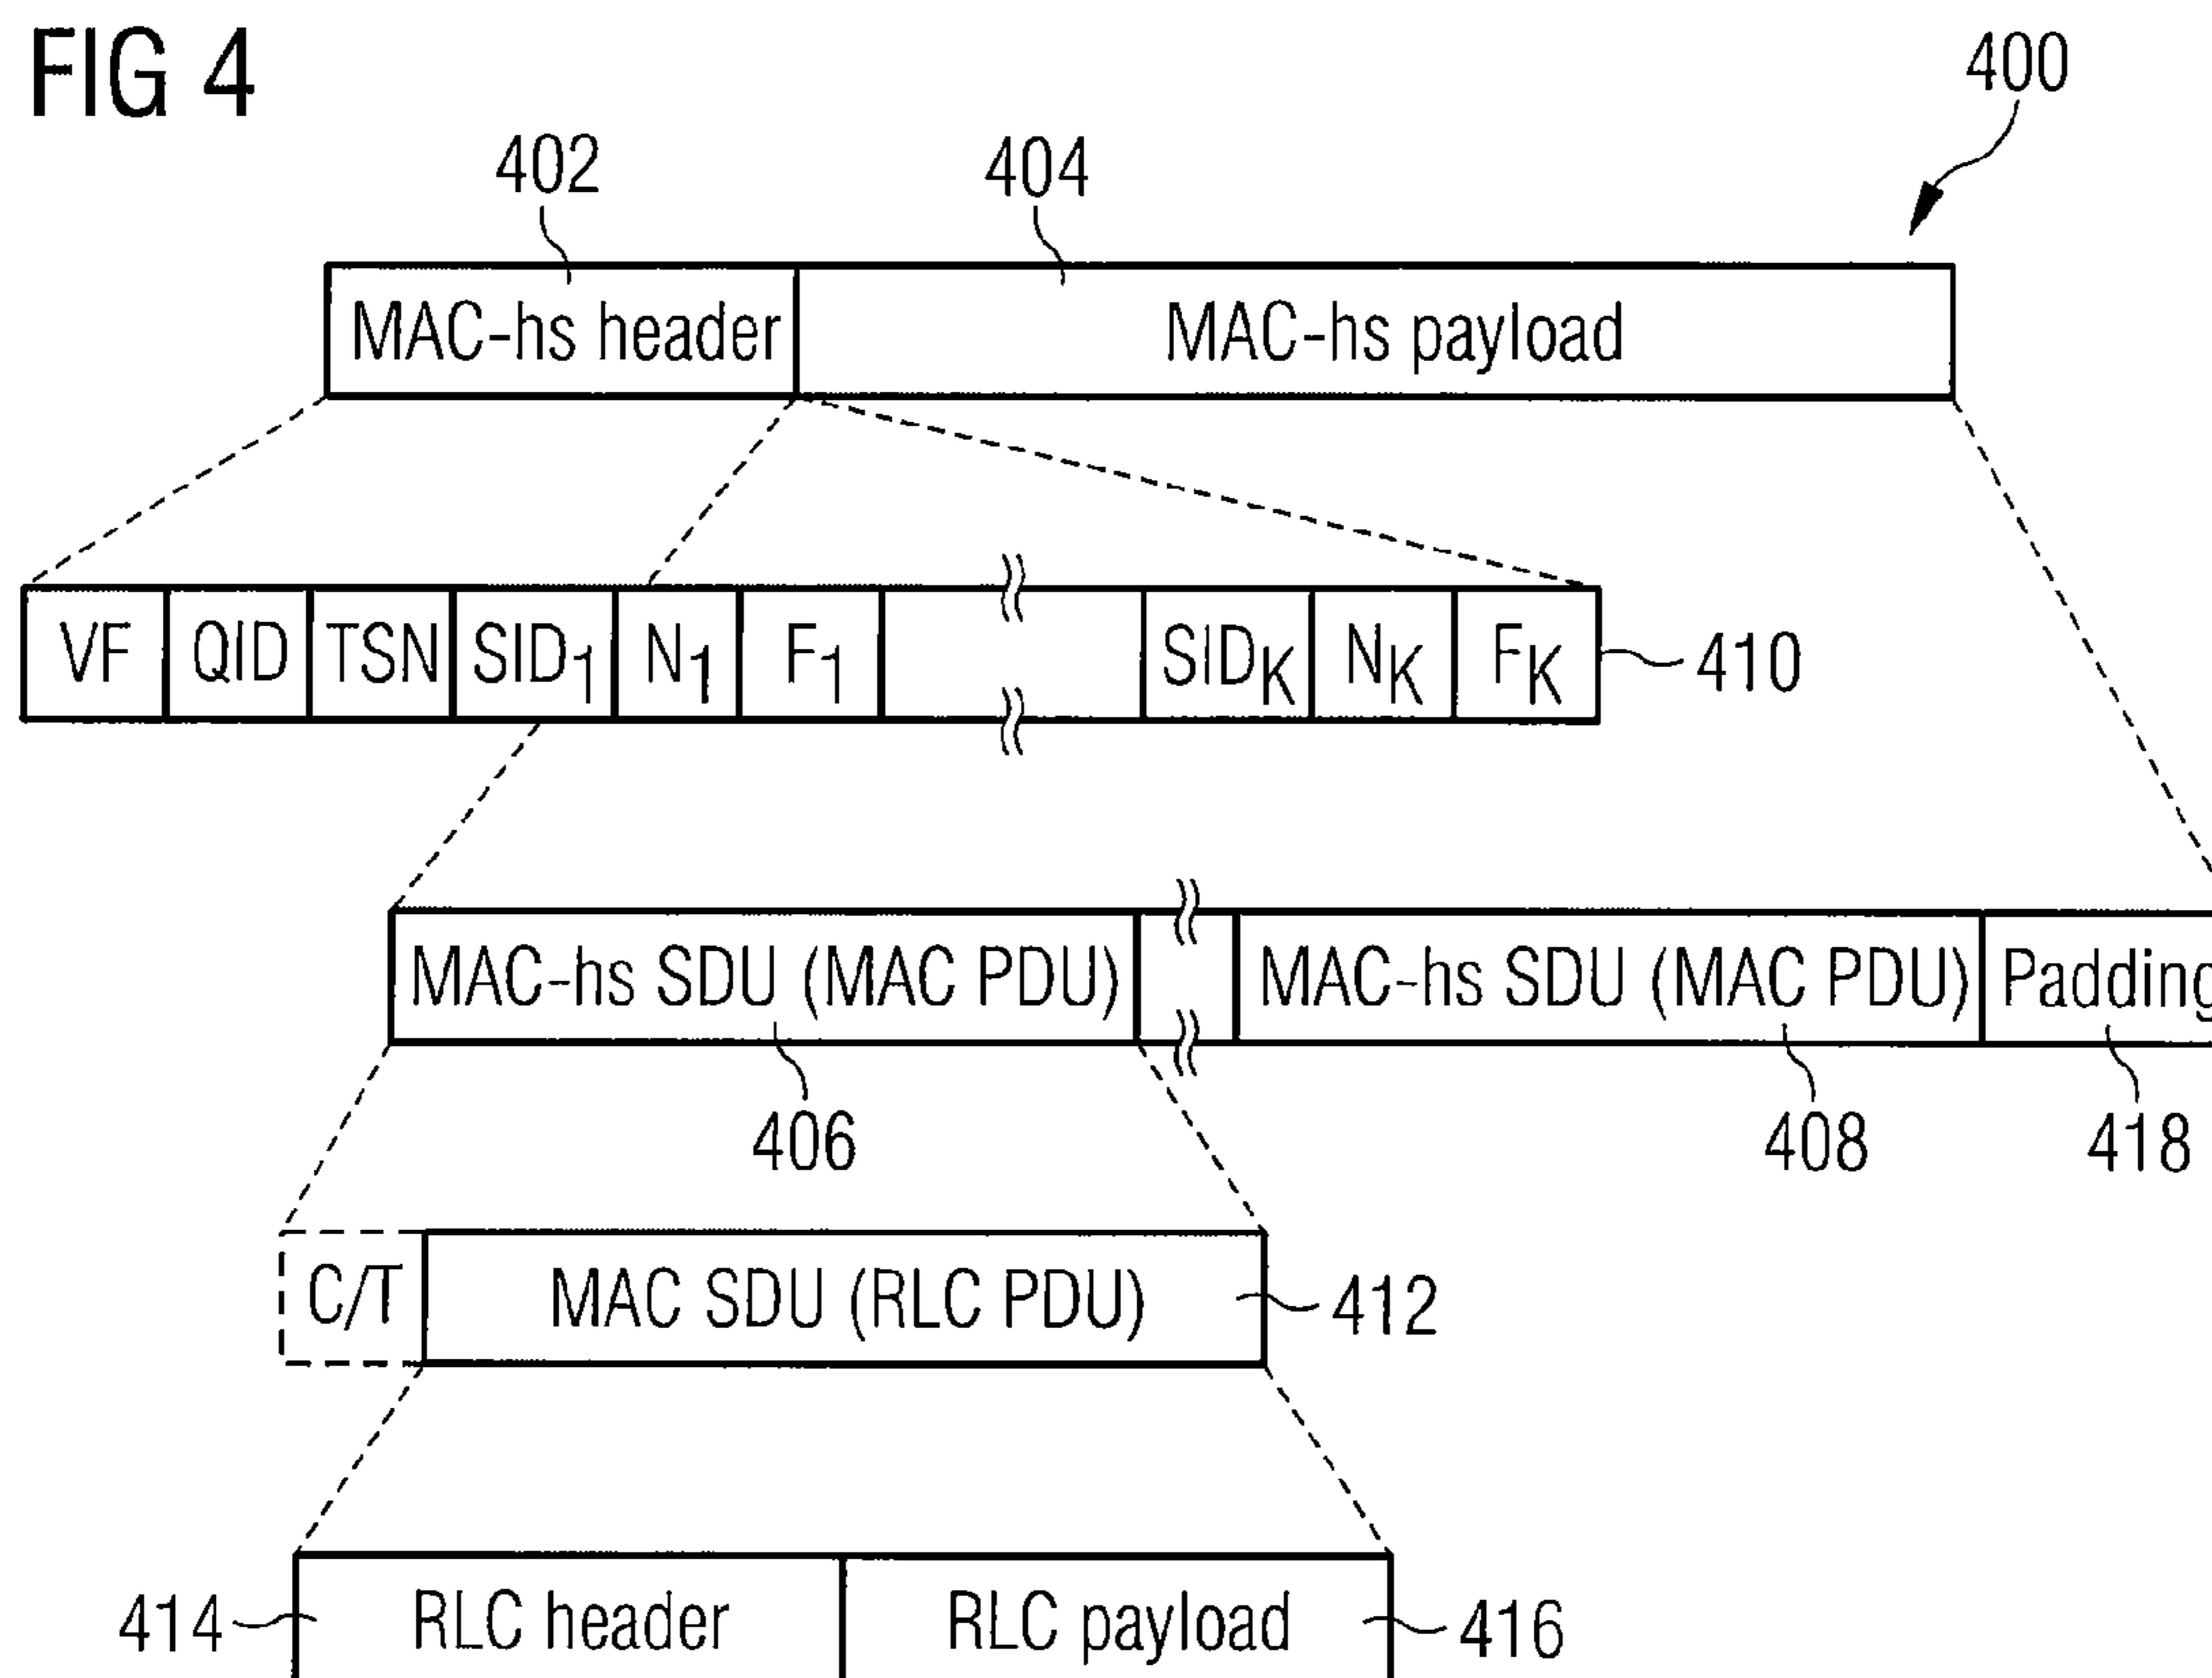 FIG 4
400
402 404
MAC-hs header MAC-hs payload
VF QID TSN SID1 N1 F1 SIDK NK FK 410
MAC-hs SDU (MAC PDU) MAC-hs SDU (MAC PDU) Padding
406 408 418
C/T MAC SDU (RLC PDU) 412
414 RLC header RLC payload 416